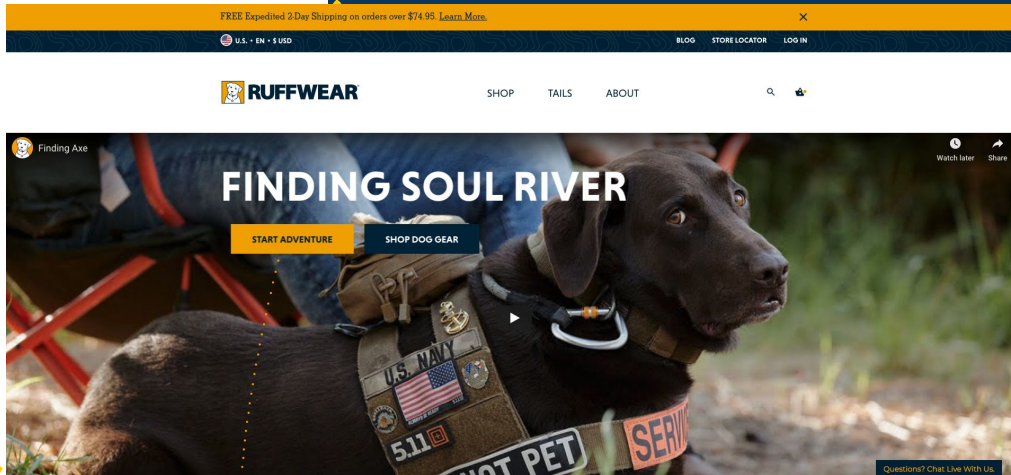 FREE Expedited 2-Day Shipping on orders over $74.95. Learn More.
U.S. • EN • $ USD
BLOG STORE LOCATOR LOG IN
RUFFWEAR
SHOP TAILS ABOUT
Finding Axe
Watch later Share
FINDING SOUL RIVER
START ADVENTURE SHOP DOG GEAR
U.S. NAVY
5.11
NOT PET
SERV
Questions? Chat Live With Us.